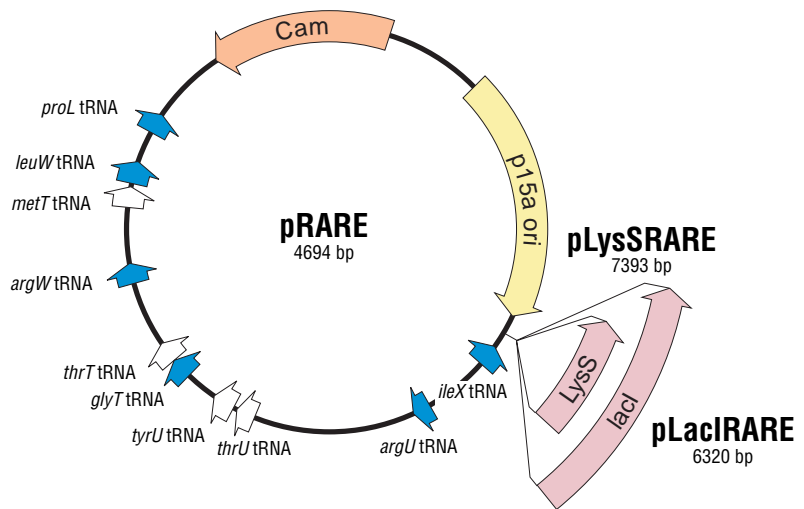 Cam
proL tRNA
leuW tRNA
metT tRNA
argW tRNA
thrT tRNA
glyT tRNA
tyrU tRNA
thrU tRNA
argU tRNA
ileX tRNA
p15a ori
pRARE
4694 bp
pLysSRARE
7393 bp
LysS
lacI
pLacIRARE
6320 bp